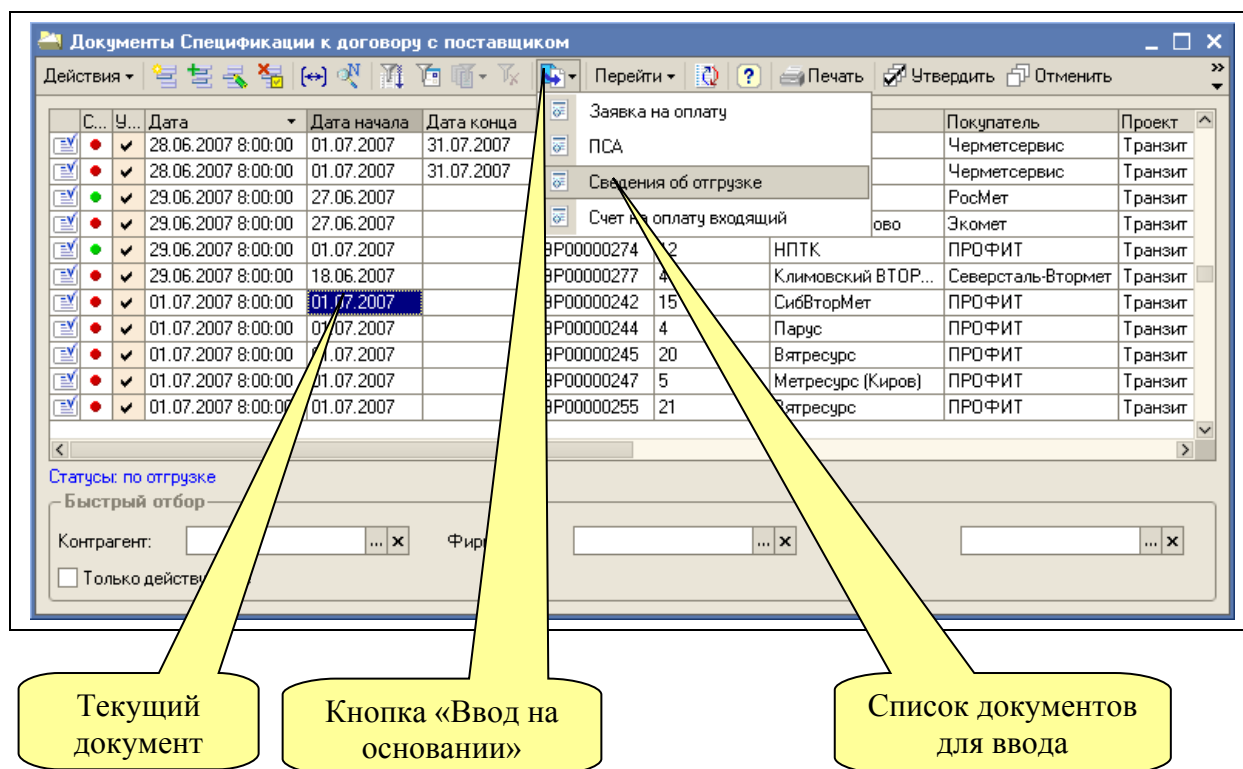 Документы Спецификации к договору с поставщиком
Действия Перейти Печать Утвердить Отменить
С... У... Дата Дата начала Дата конца Покупатель Проект
Заявка на оплату
ПСА
Сведения об отгрузке
Счет на оплату входящий
28.06.2007 8:00:00 01.07.2007 31.07.2007 Черметсервис Транзит
28.06.2007 8:00:00 01.07.2007 31.07.2007 Черметсервис Транзит
29.06.2007 8:00:00 27.06.2007 РосМет Транзит
29.06.2007 8:00:00 27.06.2007 ово Экомет Транзит
29.06.2007 8:00:00 01.07.2007 ЭР00000274 12 НПТК ПРОФИТ Транзит
29.06.2007 8:00:00 18.06.2007 ЭР00000277 4 Климовский ВТОР... Северсталь-Втормет Транзит
01.07.2007 8:00:00 01.07.2007 ЭР00000242 15 СибВторМет ПРОФИТ Транзит
01.07.2007 8:00:00 01.07.2007 ЭР00000244 4 Парус ПРОФИТ Транзит
01.07.2007 8:00:00 01.07.2007 ЭР00000245 20 Вятресурс ПРОФИТ Транзит
01.07.2007 8:00:00 01.07.2007 ЭР00000247 5 Метресурс (Киров) ПРОФИТ Транзит
01.07.2007 8:00:00 01.07.2007 ЭР00000255 21 Вятресурс ПРОФИТ Транзит
Статусы: по отгрузке
Быстрый отбор
Контрагент: Фир
Только действу
Текущий
документ
Кнопка «Ввод на
основании»
Список документов
для ввода